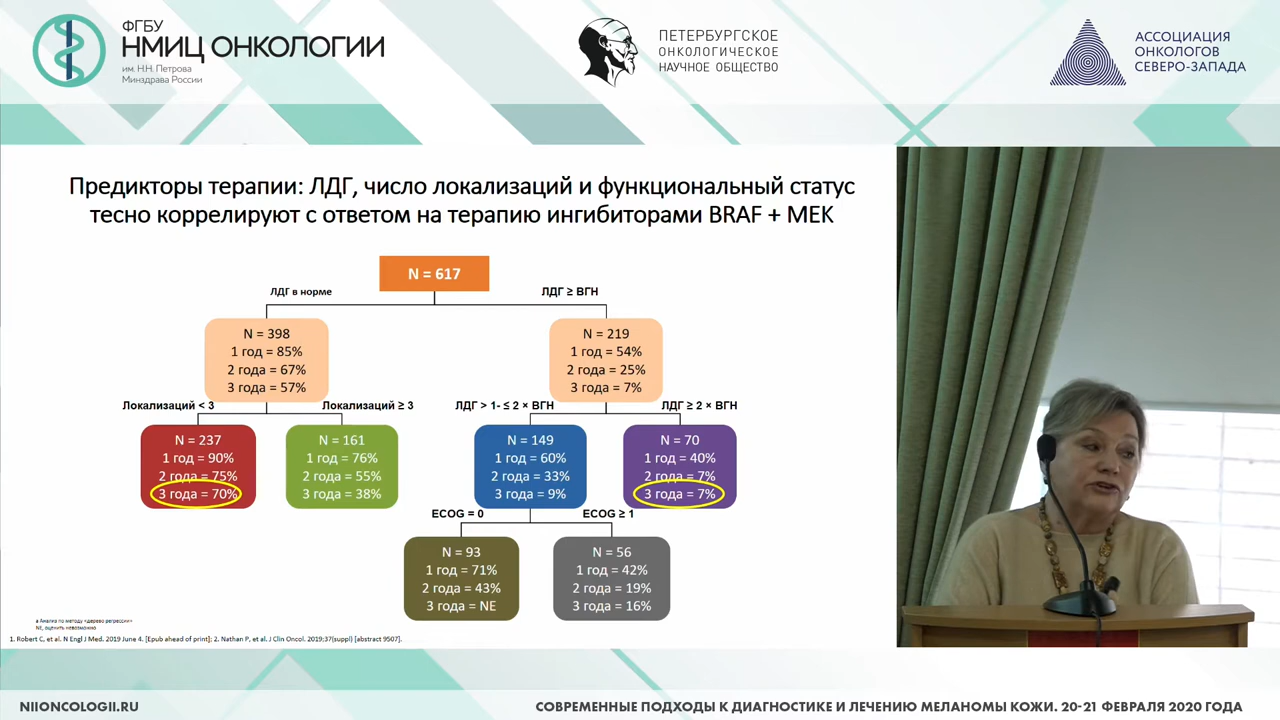 ФГБУ
НМИЦ ОНКОЛОГИИ
им. Н.Н. Петрова
Минздрава России
ПЕТЕРБУРГСКОЕ
ОНКОЛОГИЧЕСКОЕ
НАУЧНОЕ ОБЩЕСТВО
АССОЦИАЦИЯ
ОНКОЛОГОВ
СЕВЕРО-ЗАПАДА
Предикторы терапии: ЛДГ, число локализаций и функциональный статус
тесно коррелируют с ответом на терапию ингибиторами BRAF + MEK
N = 617
ЛДГ в норме
ЛДГ ≥ ВГН
N = 398
1 год = 85%
2 года = 67%
3 года = 57%
N = 219
1 год = 54%
2 года = 25%
3 года = 7%
Локализаций < 3
Локализаций ≥ 3
ЛДГ > 1- ≤ 2 × ВГН
ЛДГ ≥ 2 × ВГН
N = 237
1 год = 90%
2 года = 75%
3 года = 70%
N = 161
1 год = 76%
2 года = 55%
3 года = 38%
N = 149
1 год = 60%
2 года = 33%
3 года = 9%
N = 70
1 год = 40%
2 года = 7%
3 года = 7%
ECOG = 0
ECOG ≥ 1
N = 93
1 год = 71%
2 года = 43%
3 года = NE
N = 56
1 год = 42%
2 года = 19%
3 года = 16%
a Анализ по методу «дерево регрессии»
NE, оценить невозможно
1. Robert C, et al. N Engl J Med. 2019 June 4. [Epub ahead of print]; 2. Nathan P, et al. J Clin Oncol. 2019;37(suppl) [abstract 9507].
NIIONCOLOGII.RU
СОВРЕМЕННЫЕ ПОДХОДЫ К ДИАГНОСТИКЕ И ЛЕЧЕНИЮ МЕЛАНОМЫ КОЖИ. 20-21 ФЕВРАЛЯ 2020 ГОДА